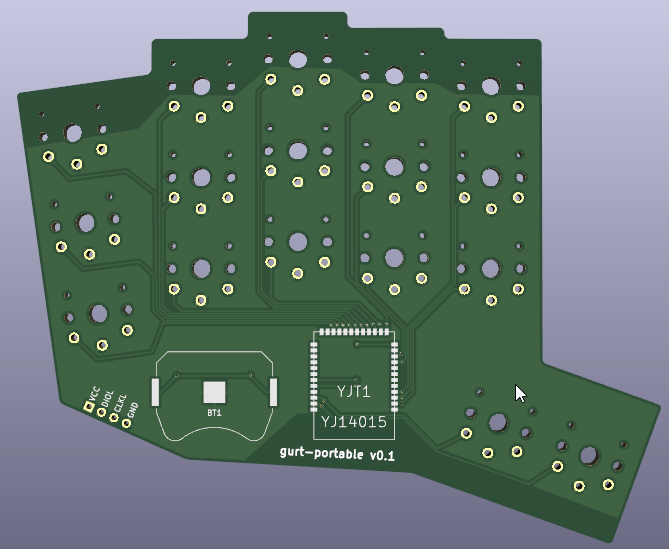 YJT1
YJ14015
BT1
VCC
DIOL
CLKL
GND
gurt-portable v0.1